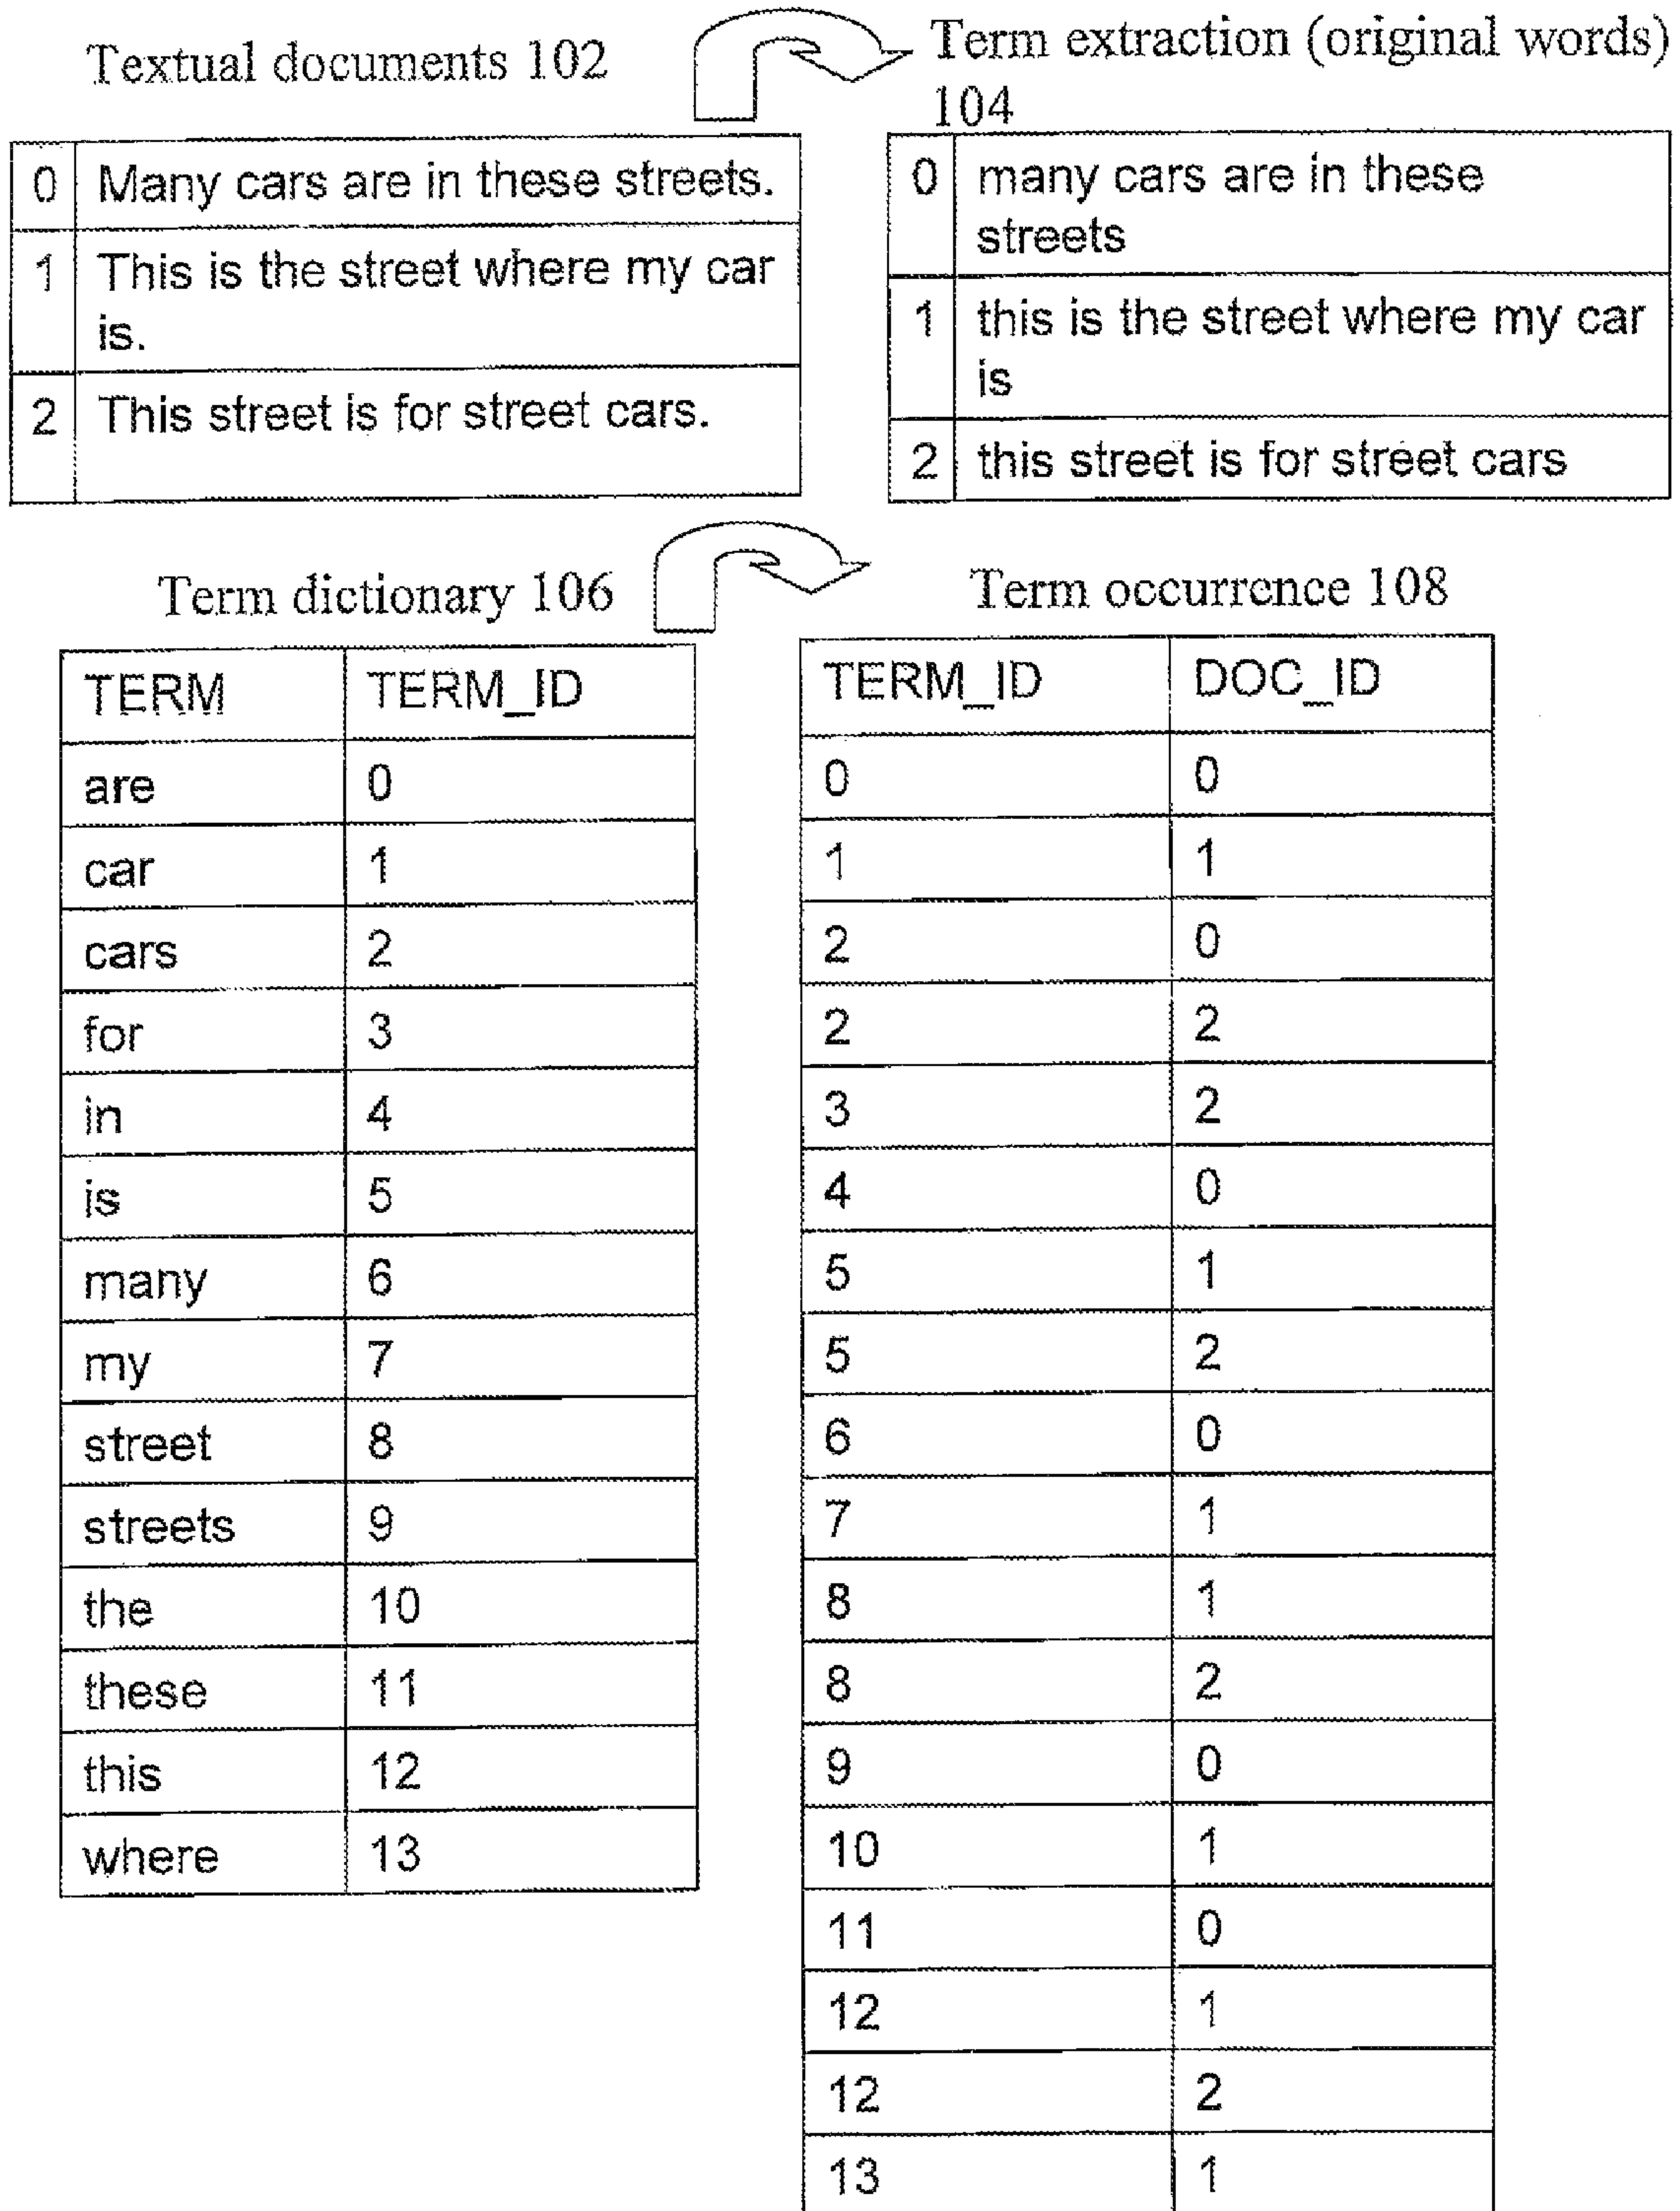 Textual documents 102
Term extraction (original words)
104
0 Many cars are in these streets.
1 This is the street where my car
is.
2 This street is for street cars.
0 many cars are in these
streets
1 this is the street where my car
is
2 this street is for street cars
Term dictionary 106
TERM TERM_ID
are 0
car 1
cars 2
for 3
in 4
is 5
many 6
my 7
street 8
streets 9
the 10
these 11
this 12
where 13
Term occurrence 108
TERM_ID DOC_ID
0 0
1 1
2 0
2 2
3 2
4 0
5 1
5 2
6 0
7 1
8 1
8 2
9 0
10 1
11 0
12 1
12 2
13 1